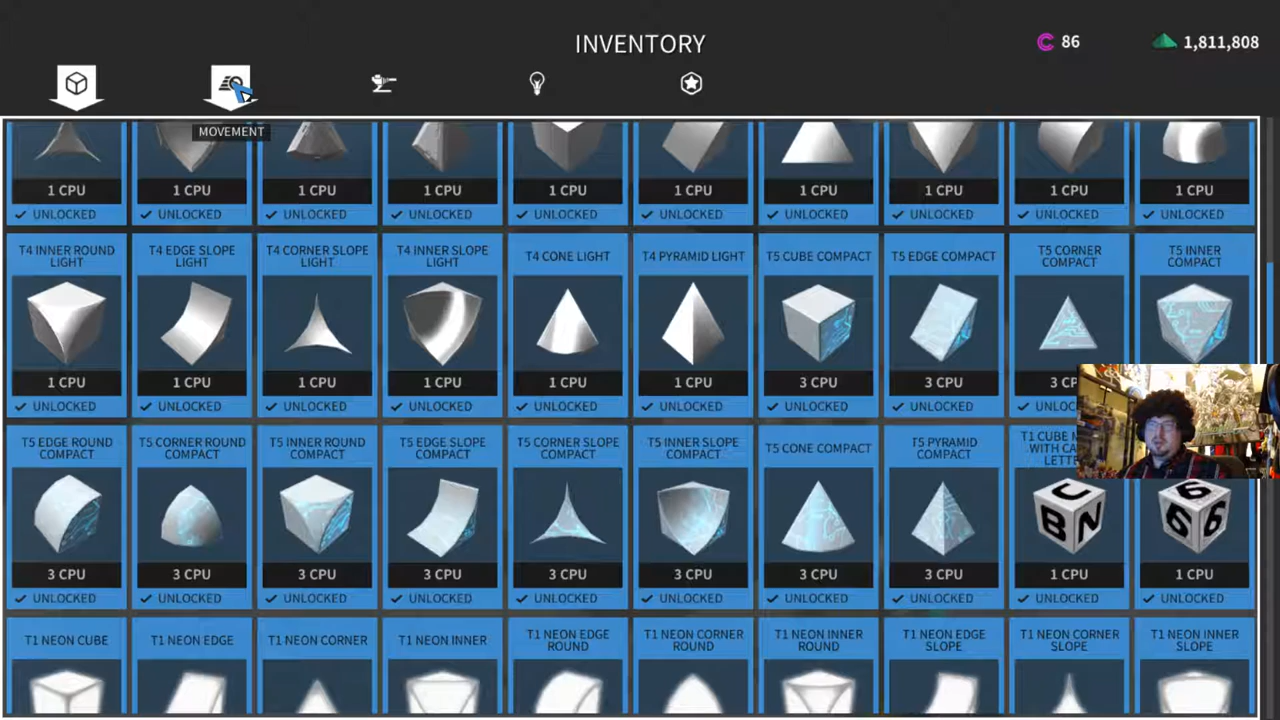 INVENTORY
86
1,811,808
MOVEMENT
1 CPU 1 CPU 1 CPU 1 CPU 1 CPU 1 CPU 1 CPU 1 CPU 1 CPU 1 CPU
UNLOCKED UNLOCKED UNLOCKED UNLOCKED UNLOCKED UNLOCKED UNLOCKED UNLOCKED UNLOCKED UNLOCKED
T4 INNER ROUND LIGHT
T4 EDGE SLOPE LIGHT
T4 CORNER SLOPE LIGHT
T4 INNER SLOPE LIGHT
T4 CONE LIGHT
T4 PYRAMID LIGHT
T5 CUBE COMPACT
T5 EDGE COMPACT
T5 CORNER COMPACT
T5 INNER COMPACT
1 CPU 1 CPU 1 CPU 1 CPU 1 CPU 1 CPU 3 CPU 3 CPU 3
UNLOCKED UNLOCKED UNLOCKED UNLOCKED UNLOCKED UNLOCKED UNLOCKED UNLOCKED
T5 EDGE ROUND COMPACT
T5 CORNER ROUND COMPACT
T5 INNER ROUND COMPACT
T5 EDGE SLOPE COMPACT
T5 CORNER SLOPE COMPACT
T5 INNER SLOPE COMPACT
T5 CONE COMPACT
T5 PYRAMID COMPACT
T1 CUBE
U B N
6 6 6
3 CPU 3 CPU 3 CPU 3 CPU 3 CPU 3 CPU 3 CPU 3 CPU 1 CPU 1 CPU
UNLOCKED UNLOCKED UNLOCKED UNLOCKED UNLOCKED UNLOCKED UNLOCKED UNLOCKED UNLOCKED UNLOCKED
T1 NEON CUBE
T1 NEON EDGE
T1 NEON CORNER
T1 NEON INNER
T1 NEON EDGE ROUND
T1 NEON CORNER ROUND
T1 NEON INNER ROUND
T1 NEON EDGE SLOPE
T1 NEON CORNER SLOPE
T1 NEON INNER SLOPE